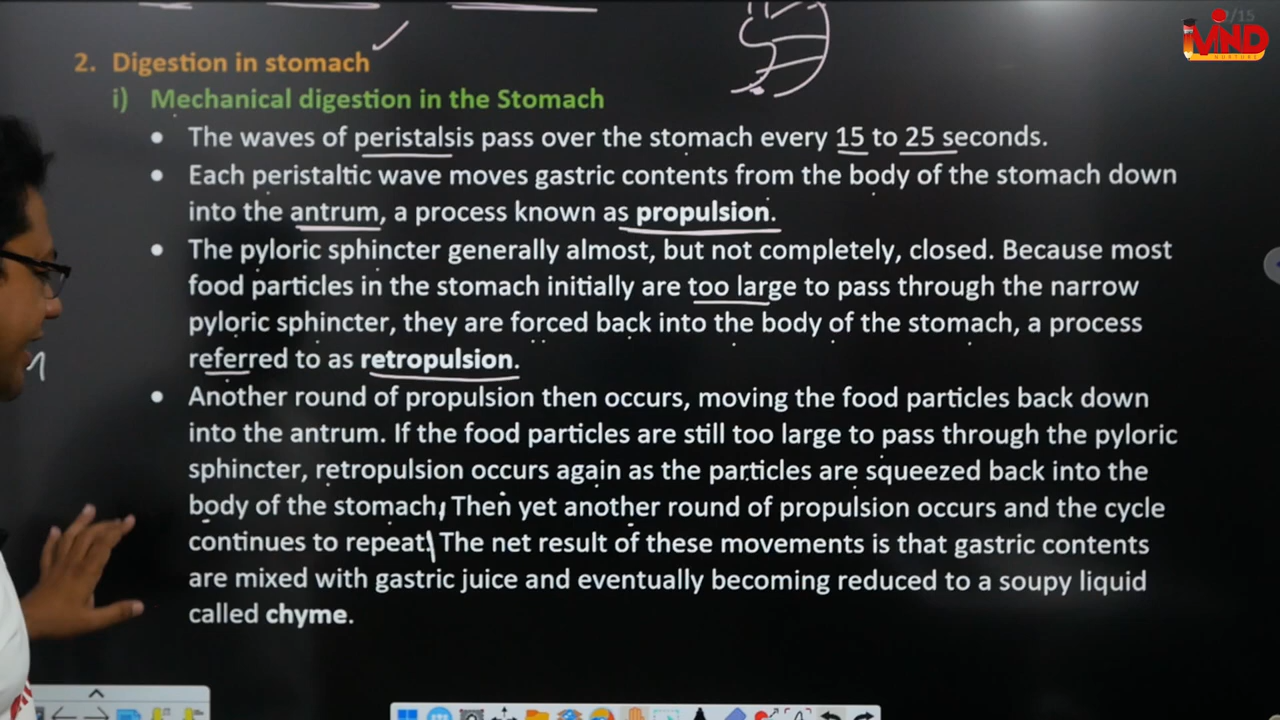 2/15
MIND
NURTURE
2. Digestion in stomach
i) Mechanical digestion in the Stomach
• The waves of peristalsis pass over the stomach every 15 to 25 seconds.
• Each peristaltic wave moves gastric contents from the body of the stomach down
into the antrum, a process known as propulsion.
• The pyloric sphincter generally almost, but not completely, closed. Because most
food particles in the stomach initially are too large to pass through the narrow
pyloric sphincter, they are forced back into the body of the stomach, a process
referred to as retropulsion.
• Another round of propulsion then occurs, moving the food particles back down
into the antrum. If the food particles are still too large to pass through the pyloric
sphincter, retropulsion occurs again as the particles are squeezed back into the
body of the stomach. Then yet another round of propulsion occurs and the cycle
continues to repeat. The net result of these movements is that gastric contents
are mixed with gastric juice and eventually becoming reduced to a soupy liquid
called chyme.